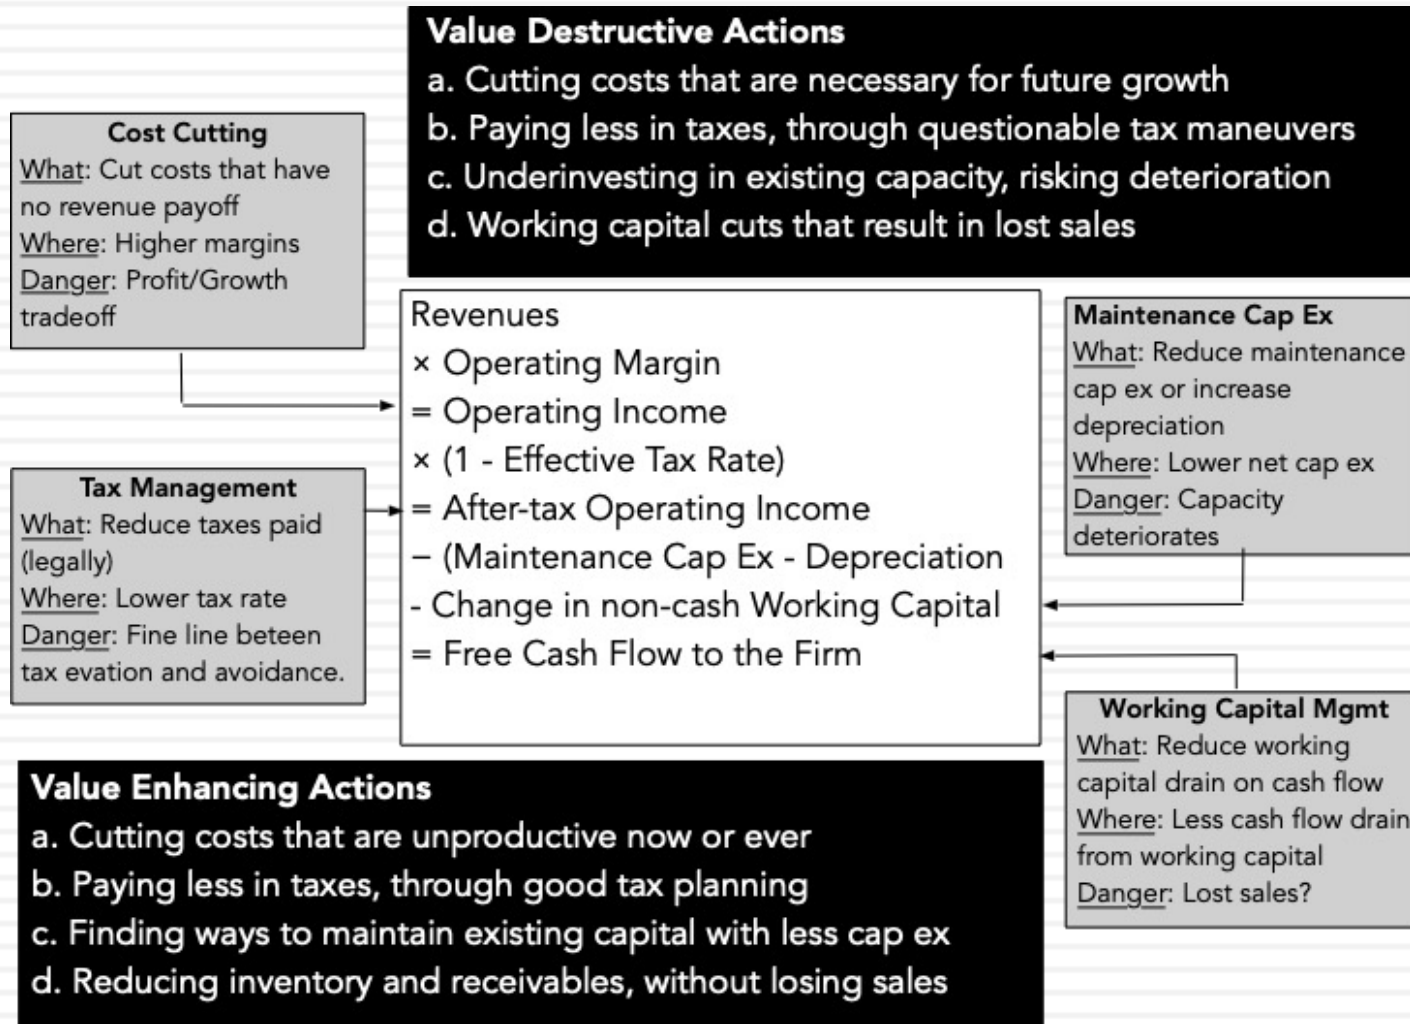 Value Destructive Actions
a. Cutting costs that are necessary for future growth
b. Paying less in taxes, through questionable tax maneuvers
c. Underinvesting in existing capacity, risking deterioration
d. Working capital cuts that result in lost sales
Cost Cutting
What: Cut costs that have
no revenue payoff
Where: Higher margins
Danger: Profit/Growth
tradeoff
Revenues
× Operating Margin
= Operating Income
× (1 - Effective Tax Rate)
= After-tax Operating Income
– (Maintenance Cap Ex - Depreciation
- Change in non-cash Working Capital
= Free Cash Flow to the Firm
Maintenance Cap Ex
What: Reduce maintenance
cap ex or increase
depreciation
Where: Lower net cap ex
Danger: Capacity
deteriorates
Tax Management
What: Reduce taxes paid
(legally)
Where: Lower tax rate
Danger: Fine line beteen
tax evation and avoidance.
Working Capital Mgmt
What: Reduce working
capital drain on cash flow
Where: Less cash flow drain
from working capital
Danger: Lost sales?
Value Enhancing Actions
a. Cutting costs that are unproductive now or ever
b. Paying less in taxes, through good tax planning
c. Finding ways to maintain existing capital with less cap ex
d. Reducing inventory and receivables, without losing sales